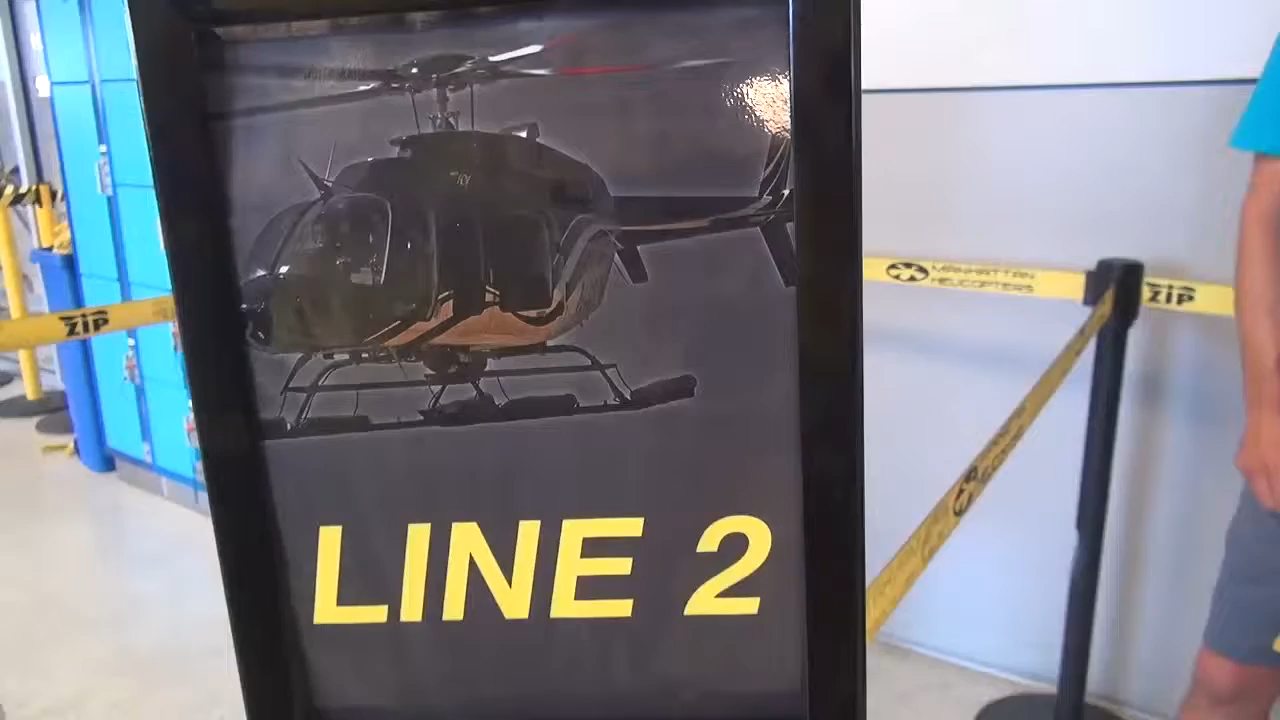 ZIP
MANHATTAN
HELICOPTERS
ZIP
LINE 2